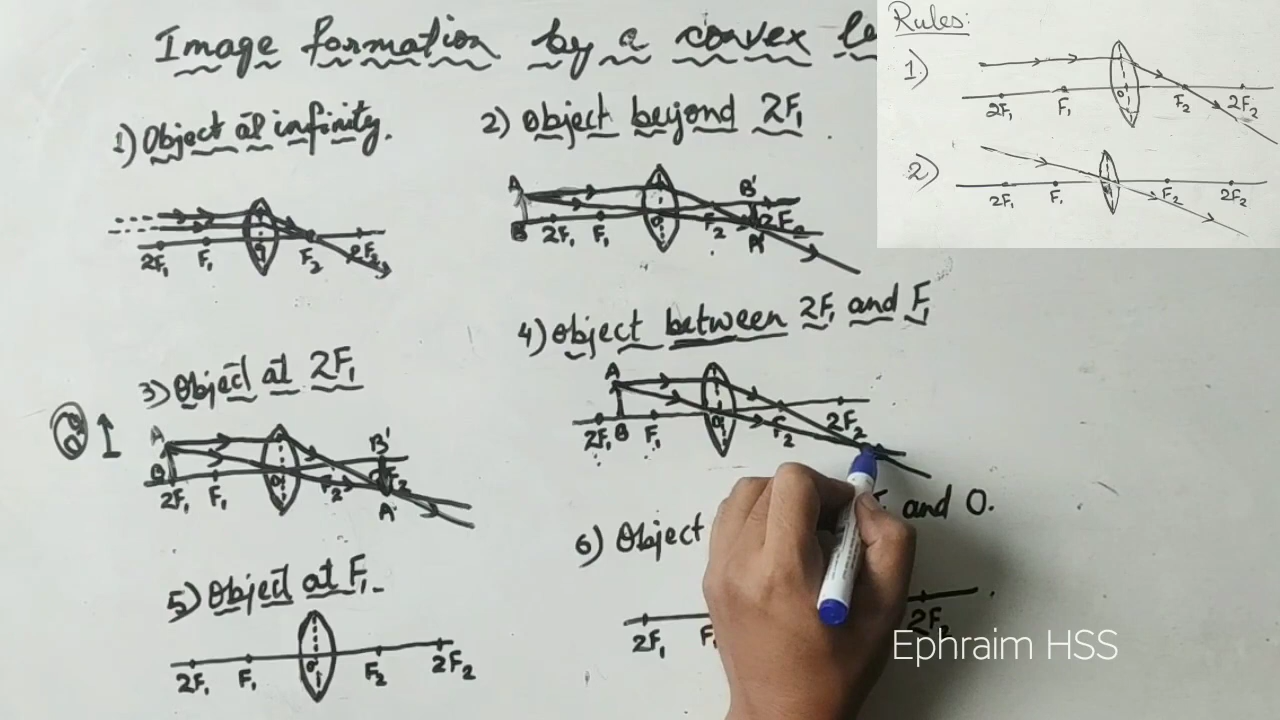 Image formation by a convex
Rules:
1)
2F₁ F₁ O F₂ 2F₂
2)
2F₁ F₁ F₂ 2F₂
1) Object at infinity.
2F₁ F₁ O F₂ 2F₂
2) Object beyond 2F₁
A B 2F₁ F₁ O F₂ B' 2F₂ A'
3) Object at 2F₁
A B 2F₁ F₁ O F₂ B' 2F₂ A'
4) Object between 2F₁ and F₁
A 2F₁ B F₁ O F₂ 2F₂
5) Object at F₁
2F₁ F₁ O F₂ 2F₂
6) Object and O.
2F₁ F₁ 2F₂
Ephraim HSS